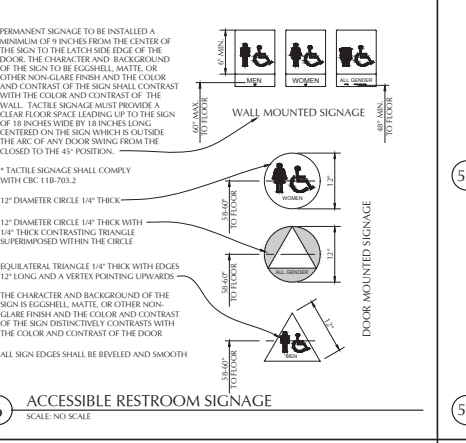 PERMANENT SIGNAGE TO BE INSTALLED A
MINIMUM OF 9 INCHES FROM THE CENTER OF
THE SIGN TO THE LATCH SIDE EDGE OF THE
DOOR. THE CHARACTER AND BACKGROUND
OF THE SIGN TO BE EGGSHELL, MATTE, OR
OTHER NON-GLARE FINISH AND THE COLOR
AND CONTRAST OF THE SIGN SHALL CONTRAST
WITH THE COLOR AND CONTRAST OF THE
WALL. TACTILE SIGNAGE MUST PROVIDE A
CLEAR FLOOR SPACE LEADING UP TO THE SIGN
OF 18 INCHES WIDE BY 18 INCHES LONG
CENTERED ON THE SIGN WHICH IS OUTSIDE
THE ARC OF ANY DOOR SWING FROM THE
CLOSED TO THE 45° POSITION.
* TACTILE SIGNAGE SHALL COMPLY
WITH CBC 11B-703.2
12" DIAMETER CIRCLE 1/4" THICK
12" DIAMETER CIRCLE 1/4" THICK WITH
1/4" THICK CONTRASTING TRIANGLE
SUPERIMPOSED WITHIN THE CIRCLE
EQUILATERAL TRIANGLE 1/4" THICK WITH EDGES
12" LONG AND A VERTEX POINTING UPWARDS
THE CHARACTER AND BACKGROUND OF THE
SIGN IS EGGSHELL, MATTE, OR OTHER NON-
GLARE FINISH AND THE COLOR AND CONTRAST
OF THE SIGN DISTINCTIVELY CONTRASTS WITH
THE COLOR AND CONTRAST OF THE DOOR
ALL SIGN EDGES SHALL BE BEVELED AND SMOOTH
6" MIN.
MEN
WOMEN
ALL GENDER
60" MAX.
TO FLOOR
WALL MOUNTED SIGNAGE
48" MIN.
TO FLOOR
WOMEN
12"
58-60"
TO FLOOR
ALL GENDER
12"
58-60"
TO FLOOR
MEN
12"
58-60"
TO FLOOR
DOOR MOUNTED SIGNAGE
ACCESSIBLE RESTROOM SIGNAGE
SCALE: NO SCALE
5
5